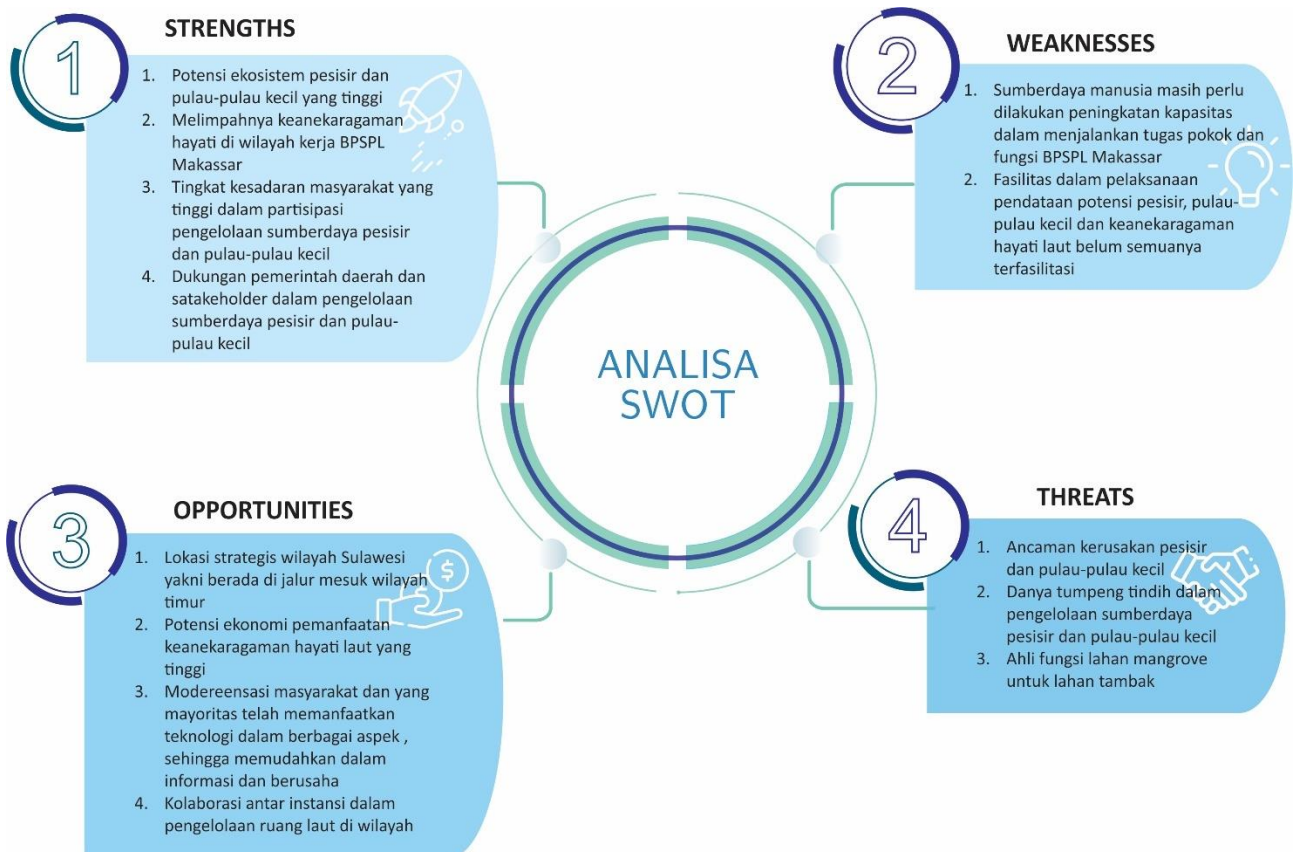 1
STRENGTHS
1. Potensi ekosistem pesisir dan
pulau-pulau kecil yang tinggi
2. Melimpahnya keanekaragaman
hayati di wilayah kerja BPSPL
Makassar
3. Tingkat kesadaran masyarakat yang
tinggi dalam partisipasi
pengelolaan sumberdaya pesisir
dan pulau-pulau kecil
4. Dukungan pemerintah daerah dan
satakeholder dalam pengelolaan
sumberdaya pesisir dan pulau-
pulau kecil
2
WEAKNESSES
1. Sumberdaya manusia masih perlu
dilakukan peningkatan kapasitas
dalam menjalankan tugas pokok dan
fungsi BPSPL Makassar
2. Fasilitas dalam pelaksanaan
pendataan potensi pesisir, pulau-
pulau kecil dan keanekaragaman
hayati laut belum semuanya
terfasilitasi
ANALISA
SWOT
3
OPPORTUNITIES
1. Lokasi strategis wilayah Sulawesi
yakni berada di jalur mesuk wilayah
timur
2. Potensi ekonomi pemanfaatan
keanekaragaman hayati laut yang
tinggi
3. Modereensasi masyarakat dan yang
mayoritas telah memanfaatkan
teknologi dalam berbagai aspek ,
sehingga memudahkan dalam
informasi dan berusaha
4. Kolaborasi antar instansi dalam
pengelolaan ruang laut di wilayah
$
4
THREATS
1. Ancaman kerusakan pesisir
dan pulau-pulau kecil
2. Danya tumpeng tindih dalam
pengelolaan sumberdaya
pesisir dan pulau-pulau kecil
3. Ahli fungsi lahan mangrove
untuk lahan tambak